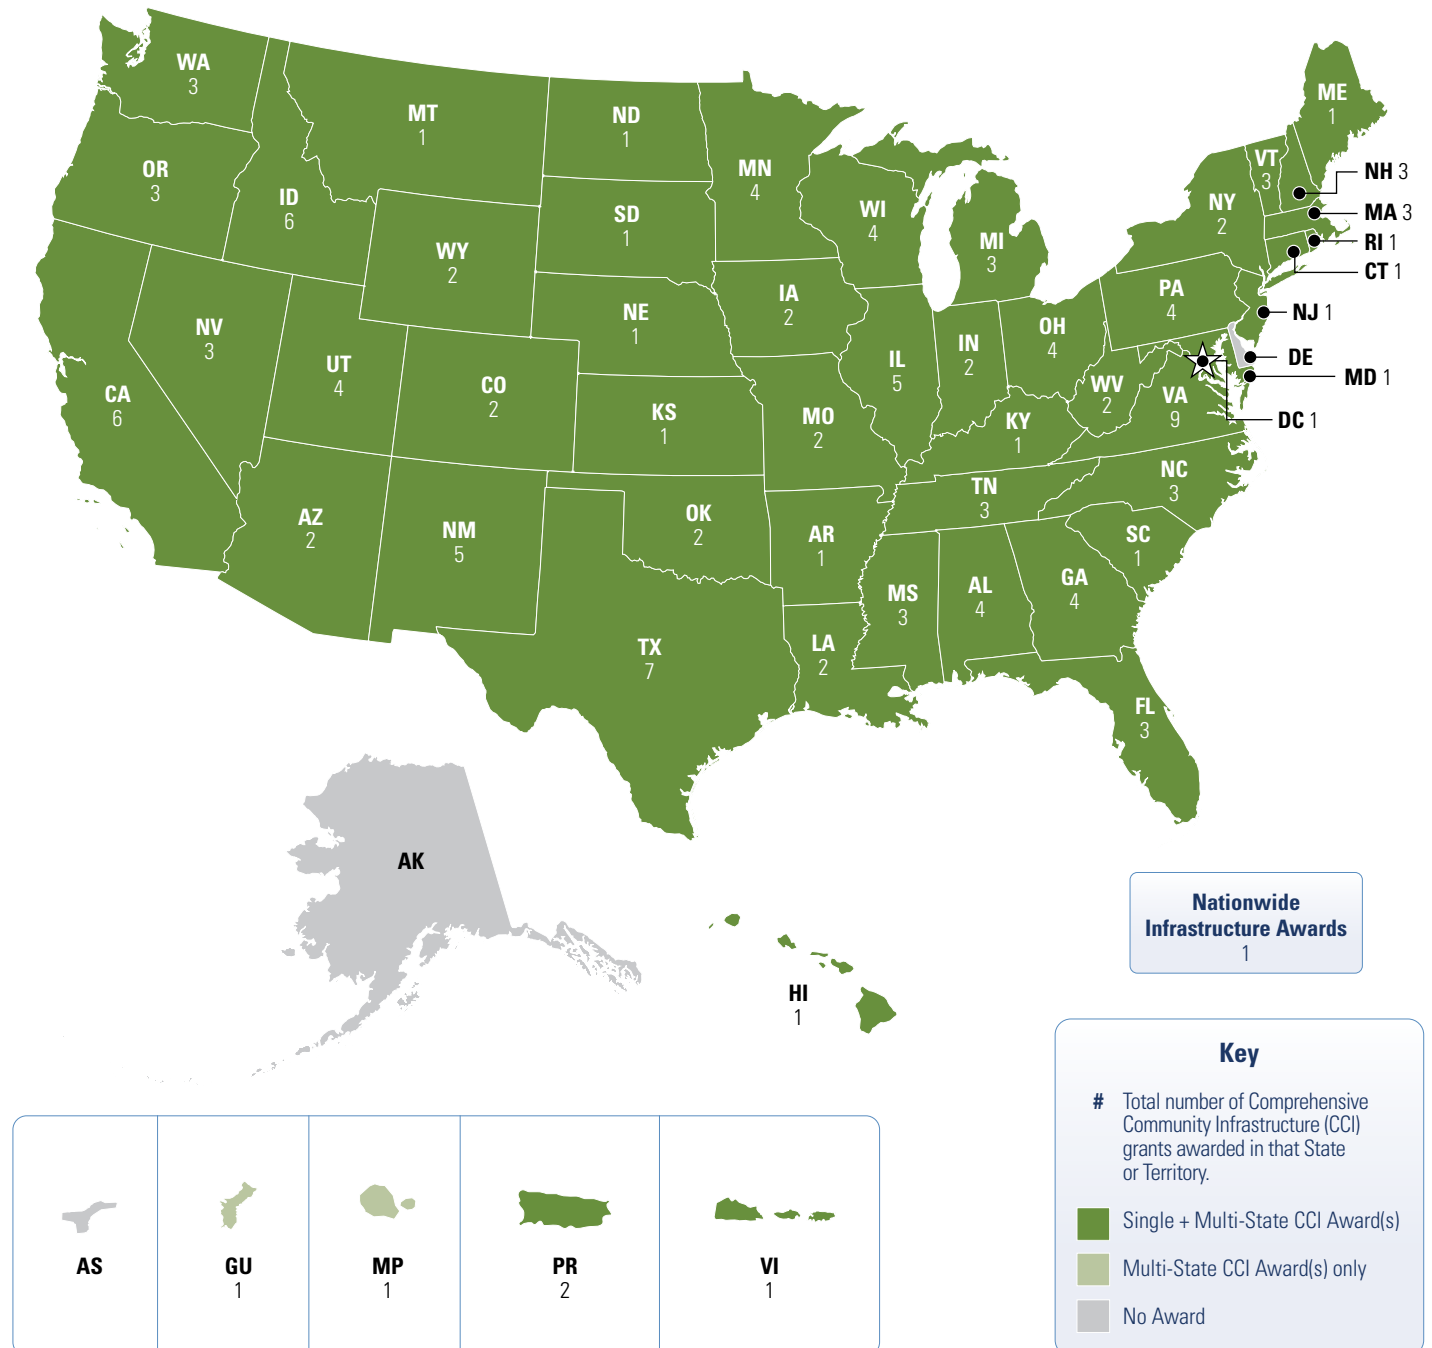 WA
3
MT
1
ND
1
ME
1
OR
3
ID
6
MN
4
VT
3
NH 3
SD
1
WI
4
NY
2
MA 3
WY
2
MI
3
RI 1
CT 1
IA
2
PA
4
NE
1
NV
3
OH
4
NJ 1
IN
2
UT
4
IL
5
DE
CO
2
CA
6
WV
2
VA
9
MD 1
KS
1
MO
2
KY
1
DC 1
NC
3
TN
3
AZ
2
NM
5
OK
2
AR
1
SC
1
MS
3
AL
4
GA
4
TX
7
LA
2
FL
3
AK
HI
1
Nationwide
Infrastructure Awards
1
Key
# Total number of Comprehensive
Community Infrastructure (CCI)
grants awarded in that State
or Territory.
Single + Multi-State CCI Award(s)
Multi-State CCI Award(s) only
No Award
AS
GU
1
MP
1
PR
2
VI
1